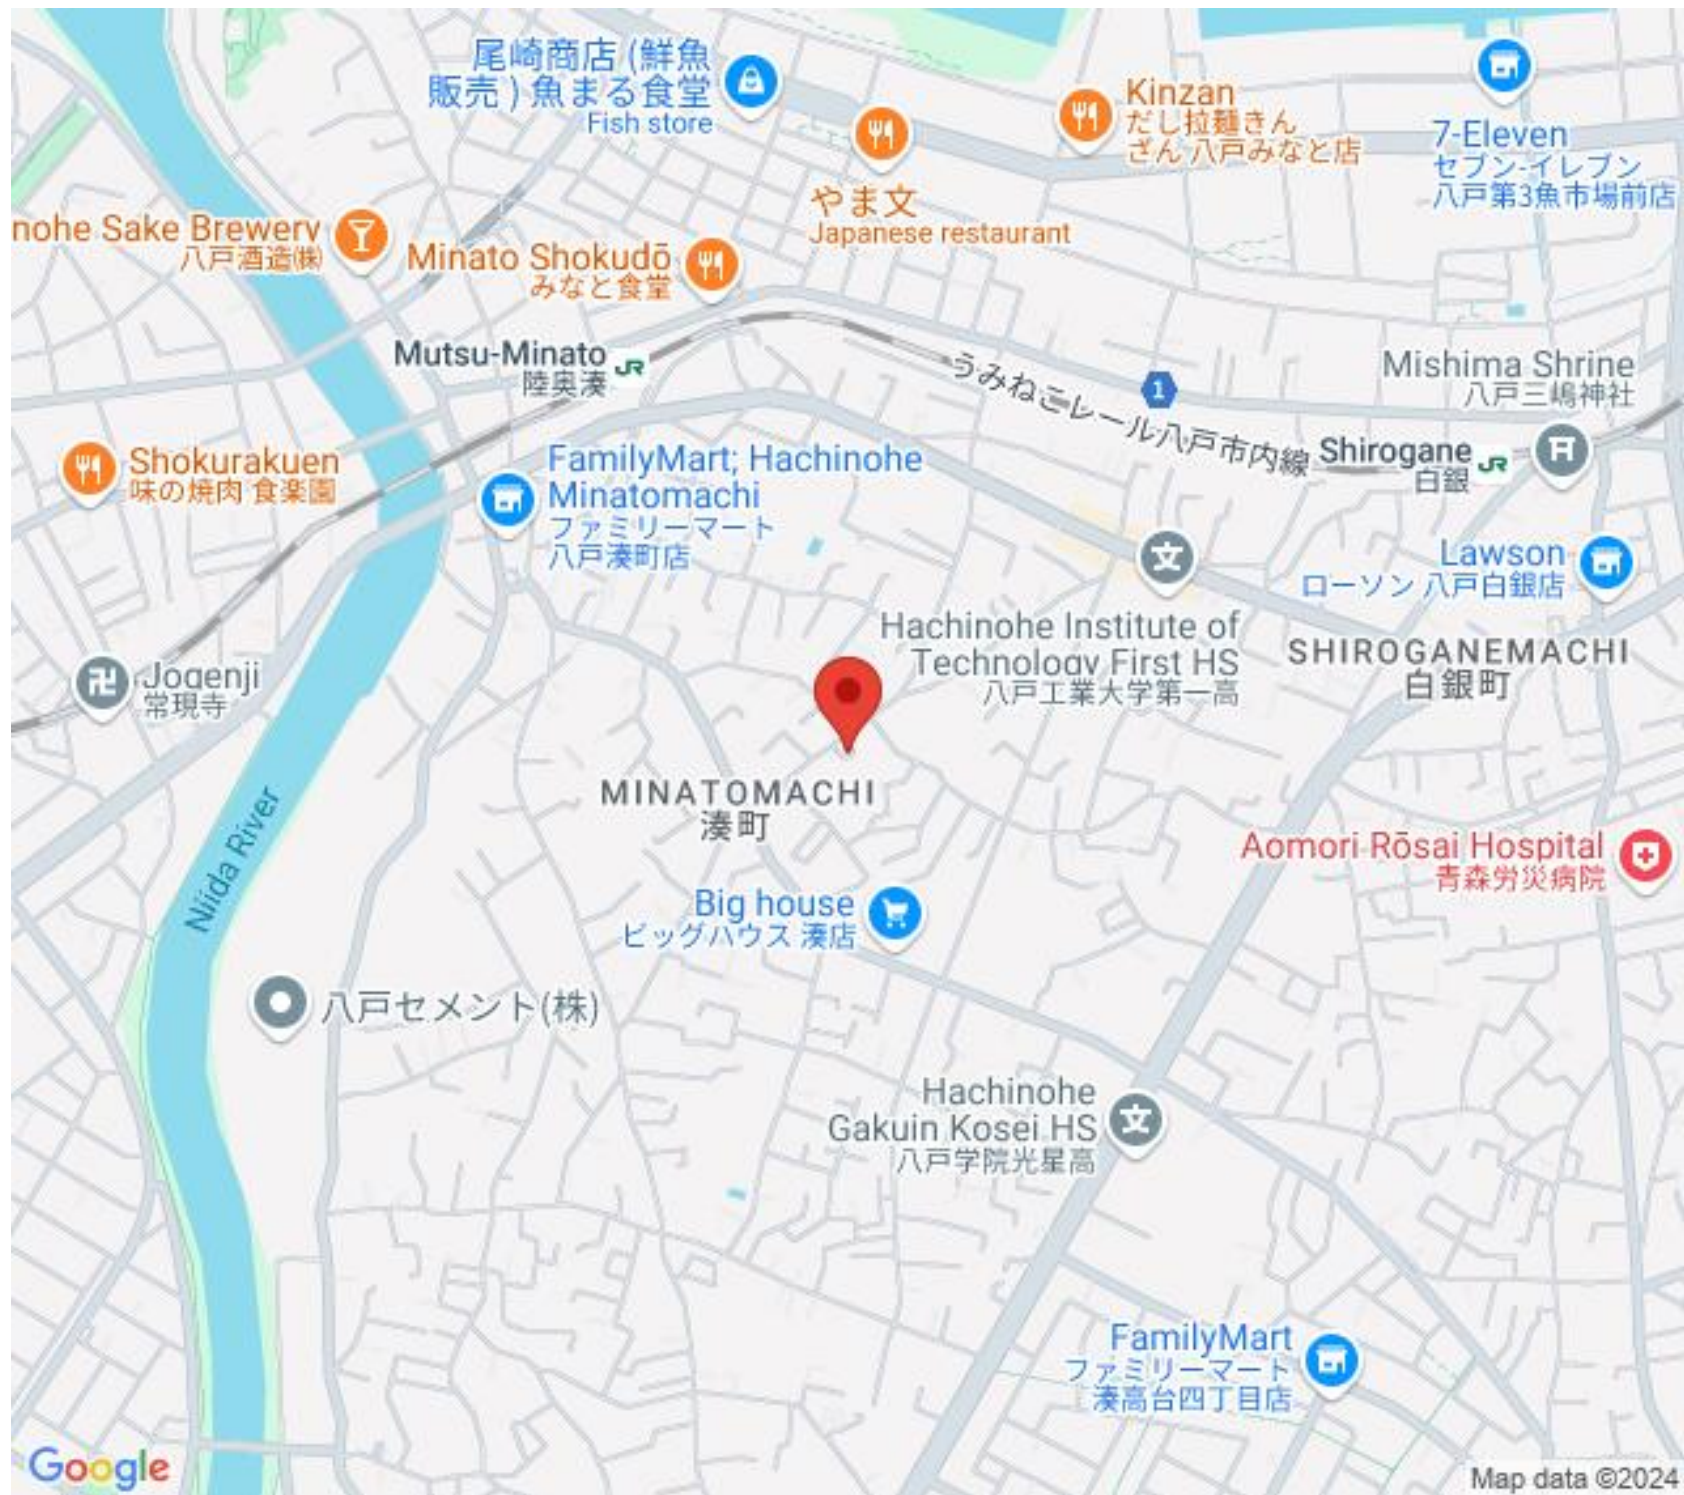 尾崎商店 (鮮魚
販売 ) 魚まる食堂
Fish store
Kinzan
だし拉麺きん
ざん 八戸みなと店
7-Eleven
セブン-イレブン
八戸第3魚市場前店
やま文
Japanese restaurant
nohe Sake Brewery
八戸酒造㈱
Minato Shokudō
みなと食堂
Mutsu-Minato
陸奥湊
JR
うみねこレール八戸市内線
1
Mishima Shrine
八戸三嶋神社
Shirogane
白銀
JR
Shokurakuen
味の焼肉 食楽園
FamilyMart; Hachinohe
Minatomachi
ファミリーマート
八戸湊町店
文
Lawson
ローソン 八戸白銀店
Hachinohe Institute of
Technology First HS
八戸工業大学第一高
SHIROGANEMACHI
白銀町
Jogenji
常現寺
MINATOMACHI
湊町
Niida River
Aomori Rōsai Hospital
青森労災病院
Big house
ビッグハウス 湊店
八戸セメント(株)
Hachinohe
Gakuin Kosei HS
八戸学院光星高
文
FamilyMart
ファミリーマート
湊高台四丁目店
Google
Map data ©2024